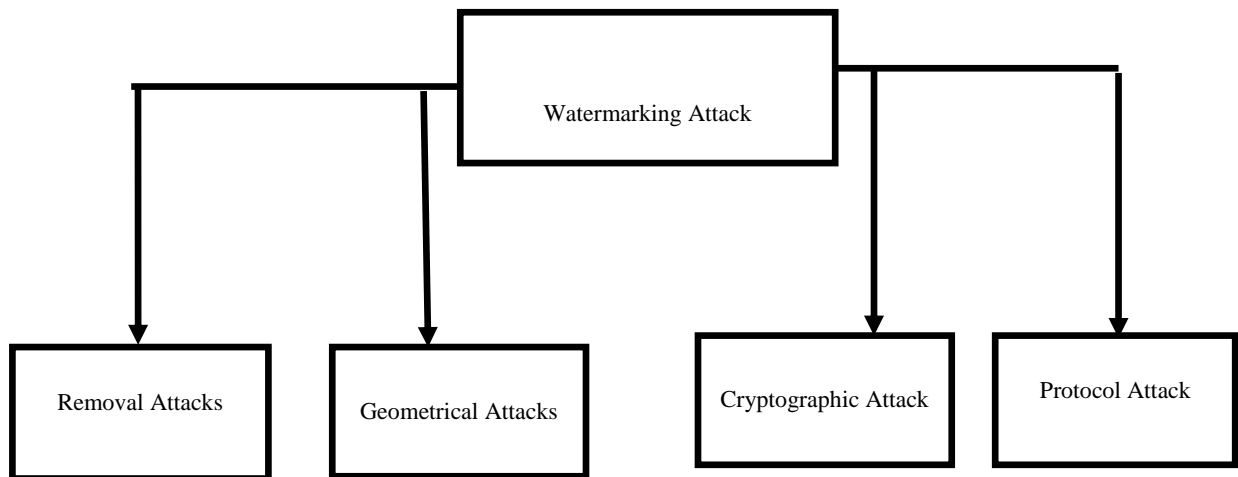 Watermarking Attack
Removal Attacks
Geometrical Attacks
Cryptographic Attack
Protocol Attack